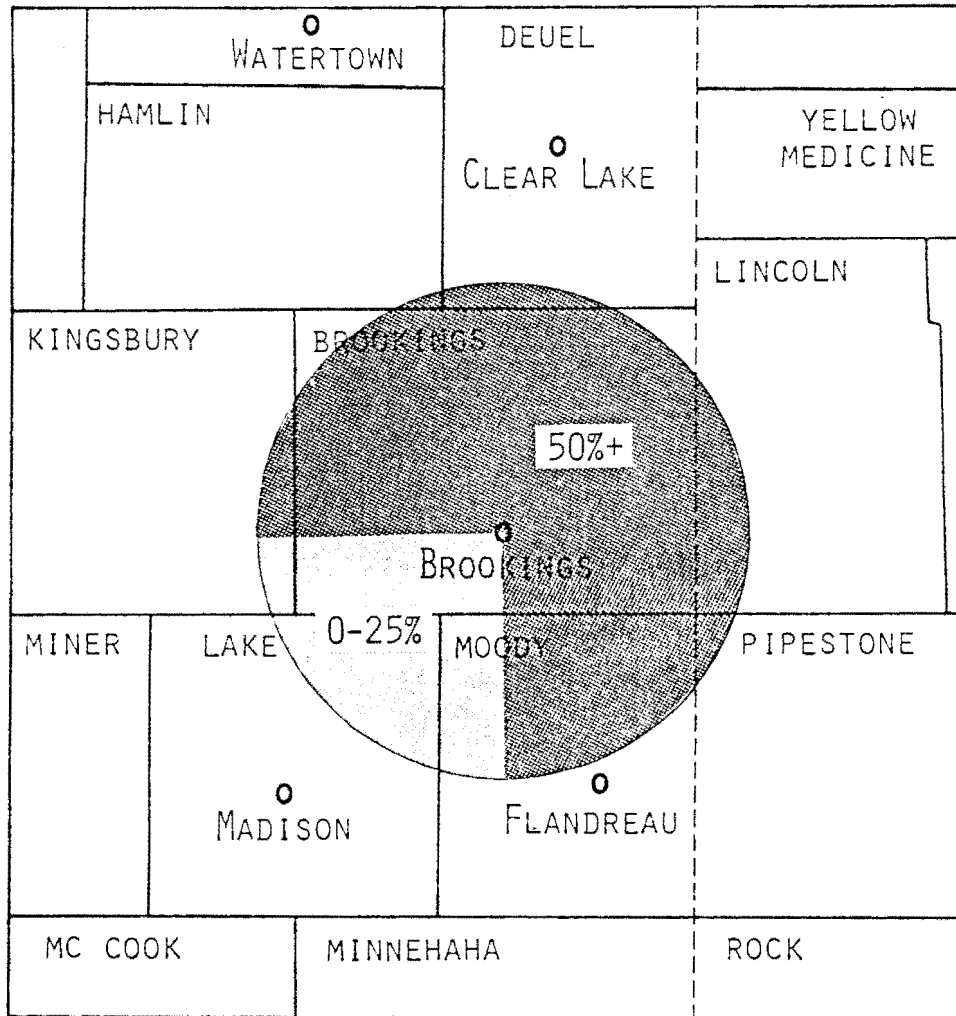 WATERTOWN
DEUEL
HAMLIN
YELLOW
MEDICINE
CLEAR LAKE
LINCOLN
KINGSBURY
BROOKINGS
50%+
BROOKINGS
0-25%
MINER
LAKE
MOODY
PIPESTONE
MADISON
FLANDREAU
MC COOK
MINNEHAHA
ROCK